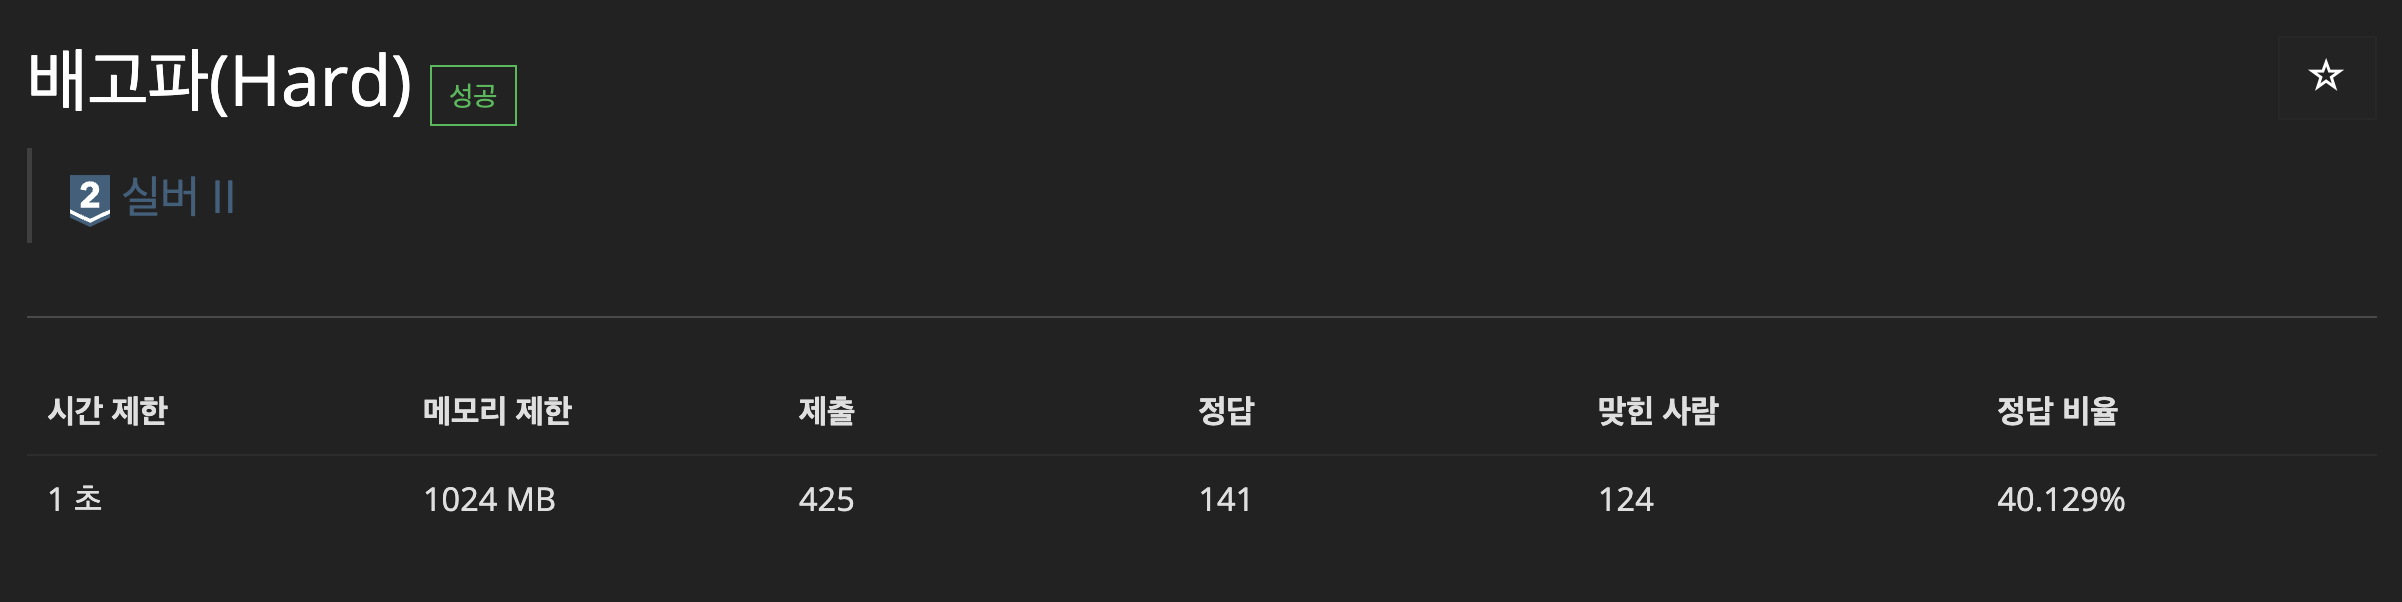 배고파(Hard) 성공
☆
2 실버 II
시간 제한 메모리 제한 제출 정답 맞힌 사람 정답 비율
1 초 1024 MB 425 141 124 40.129%